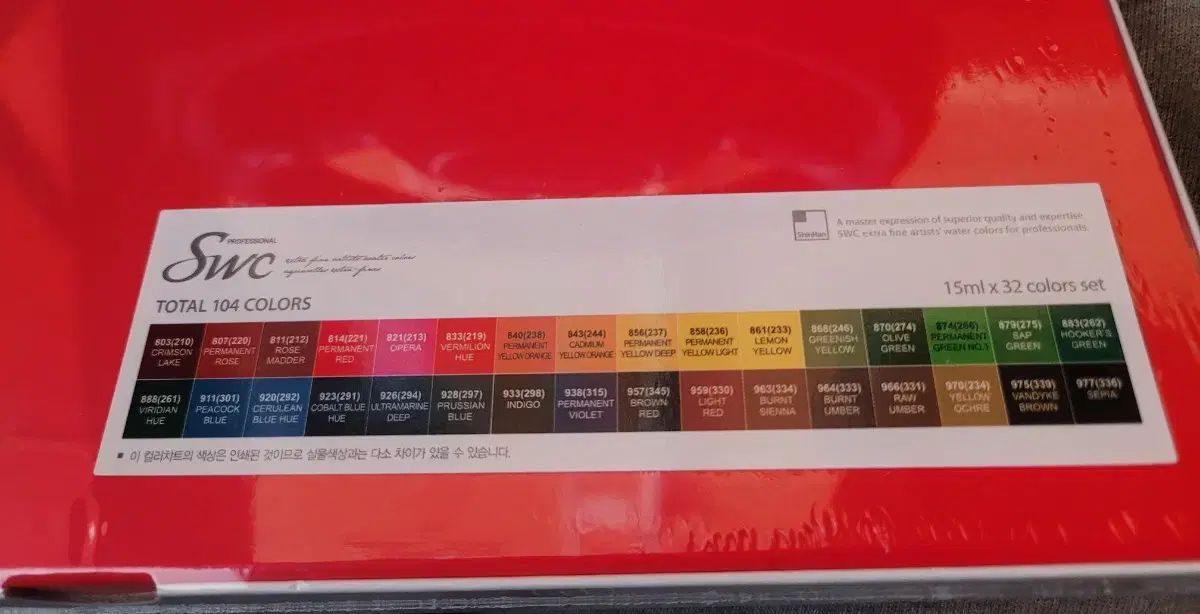 PROFESSIONAL
Swc
extra fine artists water colors
aquarelles extra-fines
ShinHan
A master expression of superior quality and expertise.
SWC extra fine artists' water colors for professionals.
TOTAL 104 COLORS
15ml x 32 colors set
603(210) CRIMSON LAKE
807(220) PERMANENT ROSE
811(212) ROSE MADDER
814(221) PERMANENT RED
821(213) OPERA
833(219) VERMILION HUE
840(238) PERMANENT YELLOW ORANGE
843(244) CADMIUM YELLOW ORANGE
856(237) PERMANENT YELLOW DEEP
858(236) PERMANENT YELLOW LIGHT
861(233) LEMON YELLOW
868(246) GREENISH YELLOW
870(274) OLIVE GREEN
874(266) PERMANENT GREEN NO.1
879(275) SAP GREEN
883(262) HOOKER'S GREEN
888(261) VIRIDIAN HUE
911(301) PEACOCK BLUE
920(292) CERULEAN BLUE HUE
923(291) COBALT BLUE HUE
926(294) ULTRAMARINE DEEP
928(297) PRUSSIAN BLUE
933(298) INDIGO
938(315) PERMANENT VIOLET
957(345) BROWN RED
959(330) LIGHT RED
963(334) BURNT SIENNA
964(333) BURNT UMBER
966(331) RAW UMBER
970(234) YELLOW OCHRE
975(339) VANDYKE BROWN
977(336) SEPIA
■ 이 컬러챠트의 색상은 인쇄된 것이므로 실물색상과는 다소 차이가 있을 수 있습니다.